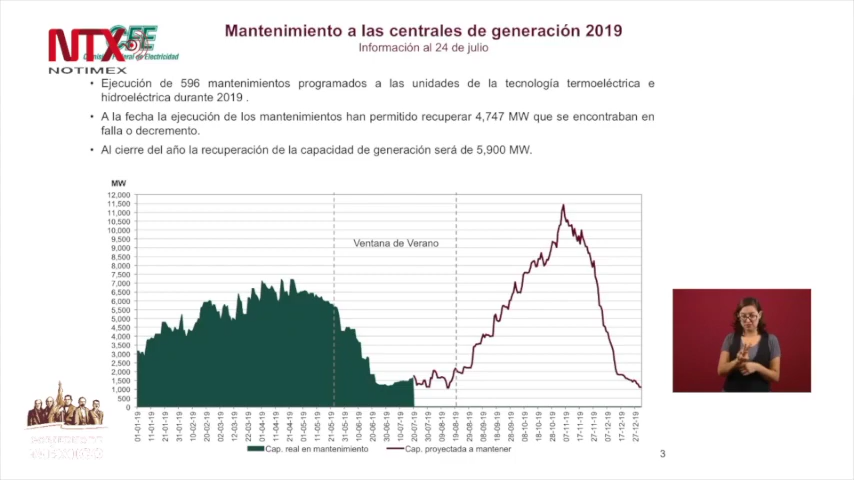 Mantenimiento a las centrales de generación 2019
Información al 24 de julio
NTX
CFE
Comisión Federal de Electricidad
NOTIMEX
• Ejecución de 596 mantenimientos programados a las unidades de la tecnología termoeléctrica e
hidroeléctrica durante 2019 .
• A la fecha la ejecución de los mantenimientos han permitido recuperar 4,747 MW que se encontraban en
falla o decremento.
• Al cierre del año la recuperación de la capacidad de generación será de 5,900 MW.
MW
12,000
11,500
11,000
10,500
10,000
9,500
9,000
8,500
8,000
7,500
7,000
6,500
6,000
5,500
5,000
4,500
4,000
3,500
3,000
2,500
2,000
1,500
1,000
500
0
Ventana de Verano
01-01-19 11-01-19 21-01-19 31-01-19 10-02-19 20-02-19 02-03-19 12-03-19 22-03-19 01-04-19 11-04-19 21-04-19 01-05-19 11-05-19 21-05-19 31-05-19 10-06-19 20-06-19 30-06-19 10-07-19 20-07-19 30-07-19 09-08-19 19-08-19 29-08-19 08-09-19 18-09-19 28-09-19 08-10-19 18-10-19 28-10-19 07-11-19 17-11-19 27-11-19 07-12-19 17-12-19 27-12-19
Cap. real en mantenimiento Cap. proyectada a mantener
3